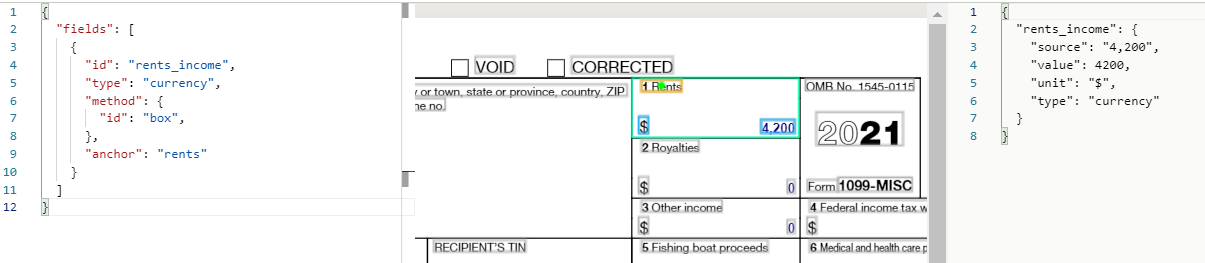 1 {
2 "fields": [
3 {
4 "id": "rents_income",
5 "type": "currency",
6 "method": {
7 "id": "box",
8 },
9 "anchor": "rents"
10 }
11 ]
12 }
VOID CORRECTED
or town, state or province, country, ZIP
ne no.
1 Rents
$ 4,200
OMB No. 1545-0115
2021
Form 1099-MISC
2 Royalties
$ 0
3 Other income
$ 0
4 Federal income tax w
$
RECIPIENT'S TIN
5 Fishing boat proceeds
6 Medical and health care p
1 {
2 "rents_income": {
3 "source": "4,200",
4 "value": 4200,
5 "unit": "$",
6 "type": "currency"
7 }
8 }